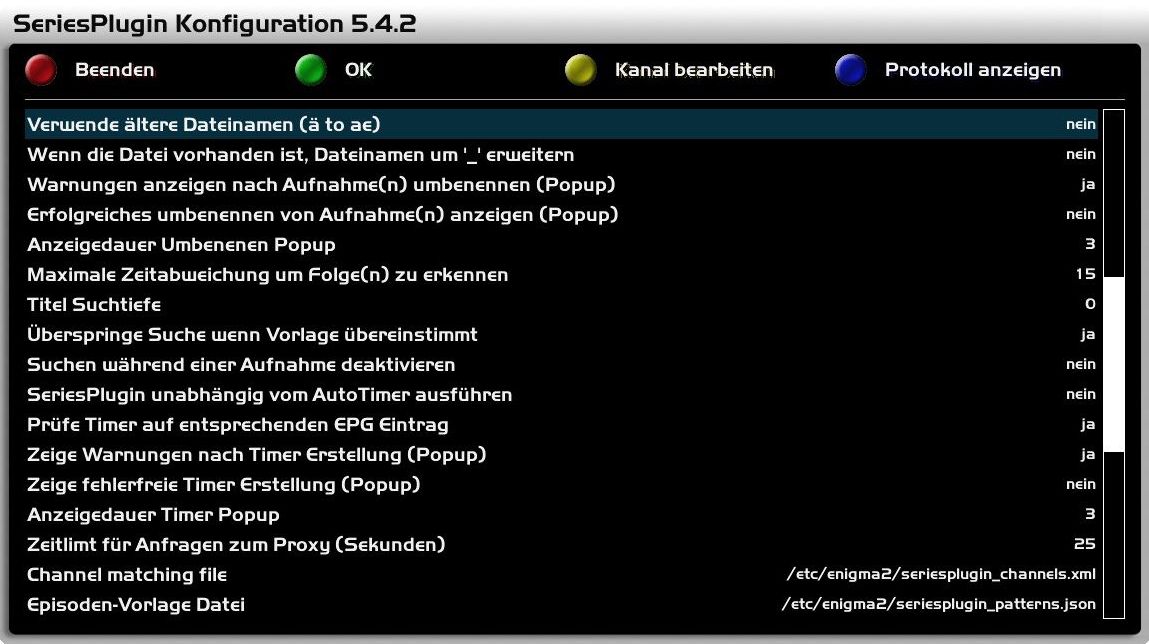 SeriesPlugin Konfiguration 5.4.2
Beenden OK Kanal bearbeiten Protokoll anzeigen
Verwende ältere Dateinamen (ä to ae) nein
Wenn die Datei vorhanden ist, Dateinamen um '_' erweitern nein
Warnungen anzeigen nach Aufnahme(n) umbenennen (Popup) ja
Erfolgreiches umbenennen von Aufnahme(n) anzeigen (Popup) nein
Anzeigedauer Umbenenen Popup 3
Maximale Zeitabweichung um Folge(n) zu erkennen 15
Titel Suchtiefe 0
Überspringe Suche wenn Vorlage übereinstimmt ja
Suchen während einer Aufnahme deaktivieren nein
SeriesPlugin unabhängig vom AutoTimer ausführen nein
Prüfe Timer auf entsprechenden EPG Eintrag ja
Zeige Warnungen nach Timer Erstellung (Popup) ja
Zeige fehlerfreie Timer Erstellung (Popup) nein
Anzeigedauer Timer Popup 3
Zeitlimt für Anfragen zum Proxy (Sekunden) 25
Channel matching file /etc/enigma2/seriesplugin_channels.xml
Episoden-Vorlage Datei /etc/enigma2/seriesplugin_patterns.json